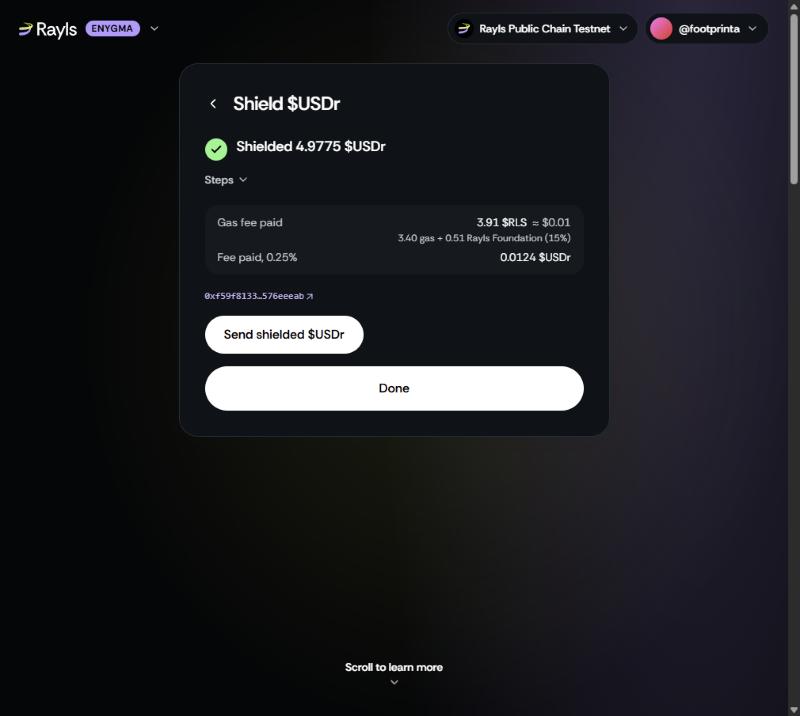 Rayls ENYGMA
Rayls Public Chain Testnet
@footprinta
Shield $USDr
Shielded 4.9775 $USDr
Steps
Gas fee paid
3.91 $RLS ≈ $0.01
3.40 gas + 0.51 Rayls Foundation (15%)
Fee paid, 0.25%
0.0124 $USDr
0xf59f8133…576eeeab↗
Send shielded $USDr
Done
Scroll to learn more